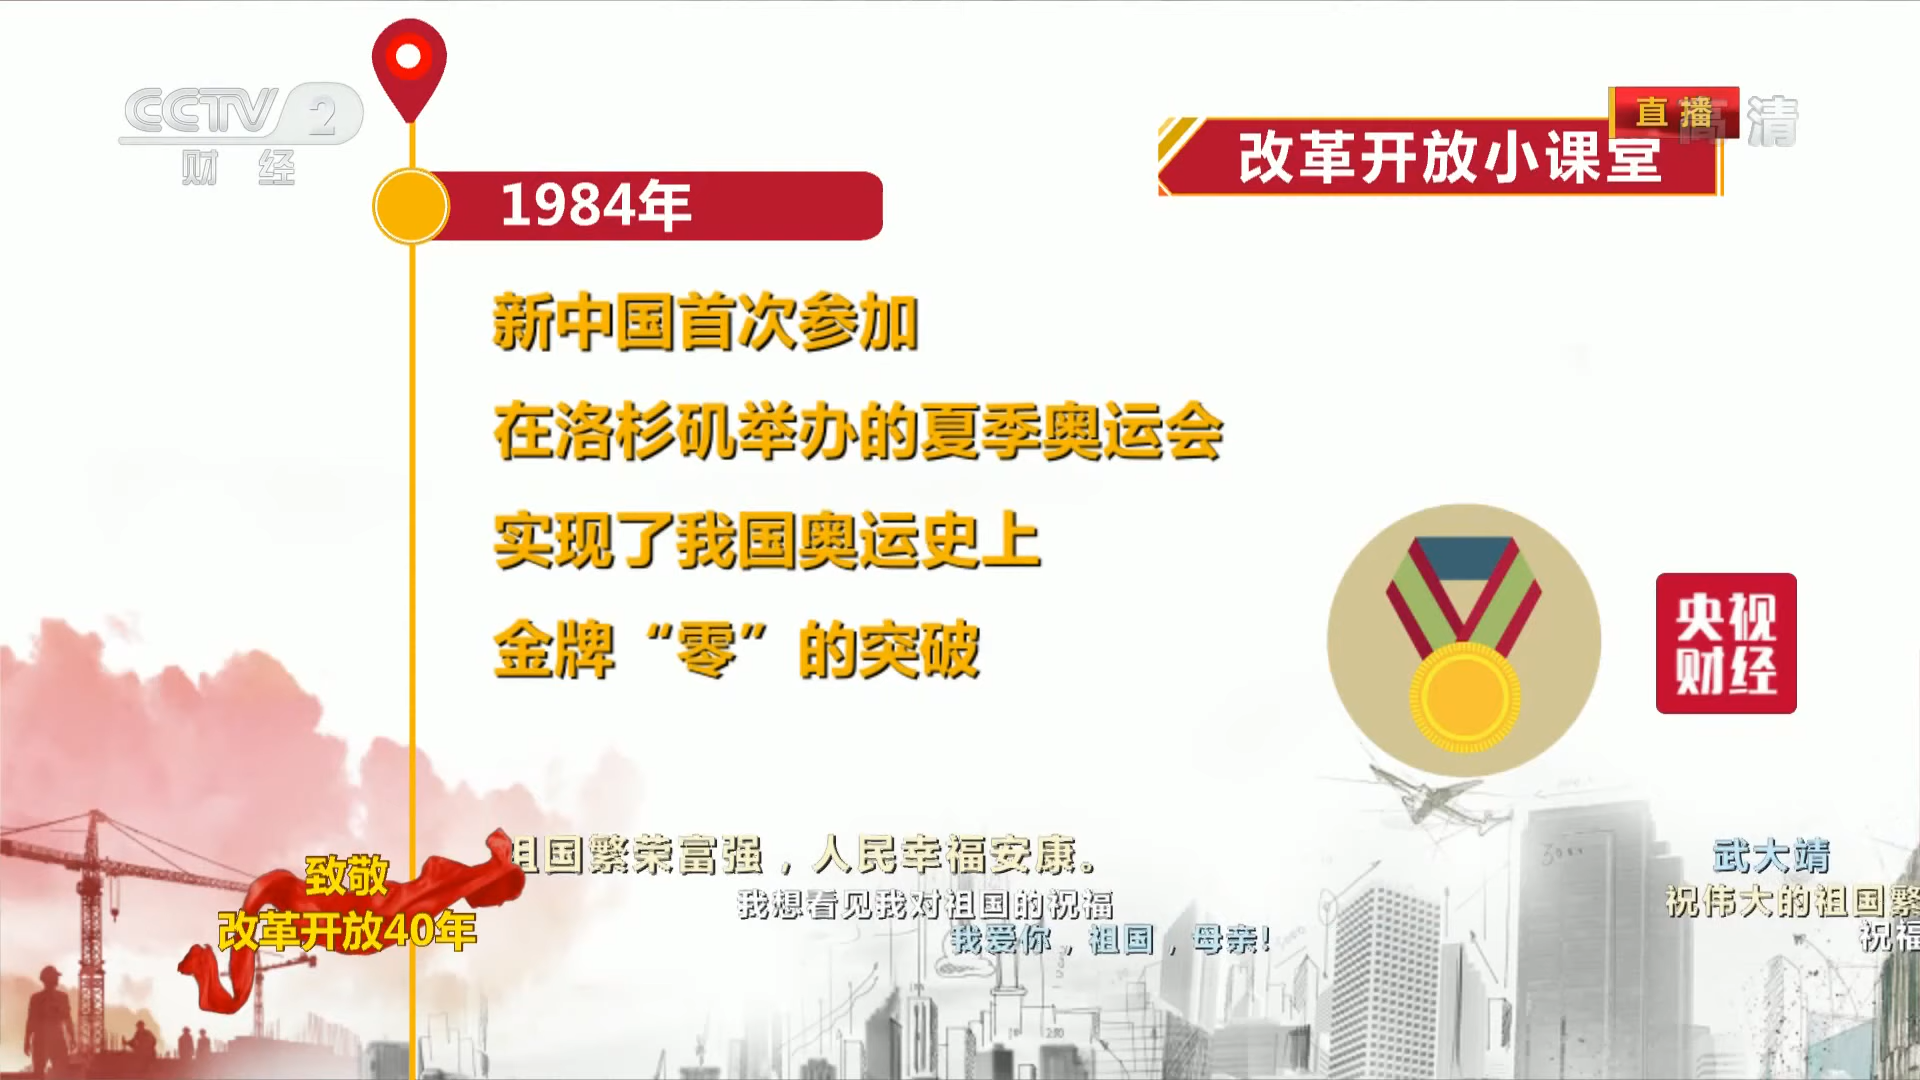 CCTV 2
财 经
直播
高清
改革开放小课堂
1984年
新中国首次参加
在洛杉矶举办的夏季奥运会
实现了我国奥运史上
金牌“零”的突破
央视
财经
祖国繁荣富强，人民幸福安康。
武大靖
致敬
改革开放40年
我想看见我对祖国的祝福
祝伟大的祖国繁
我爱你，祖国，母亲!
祝福